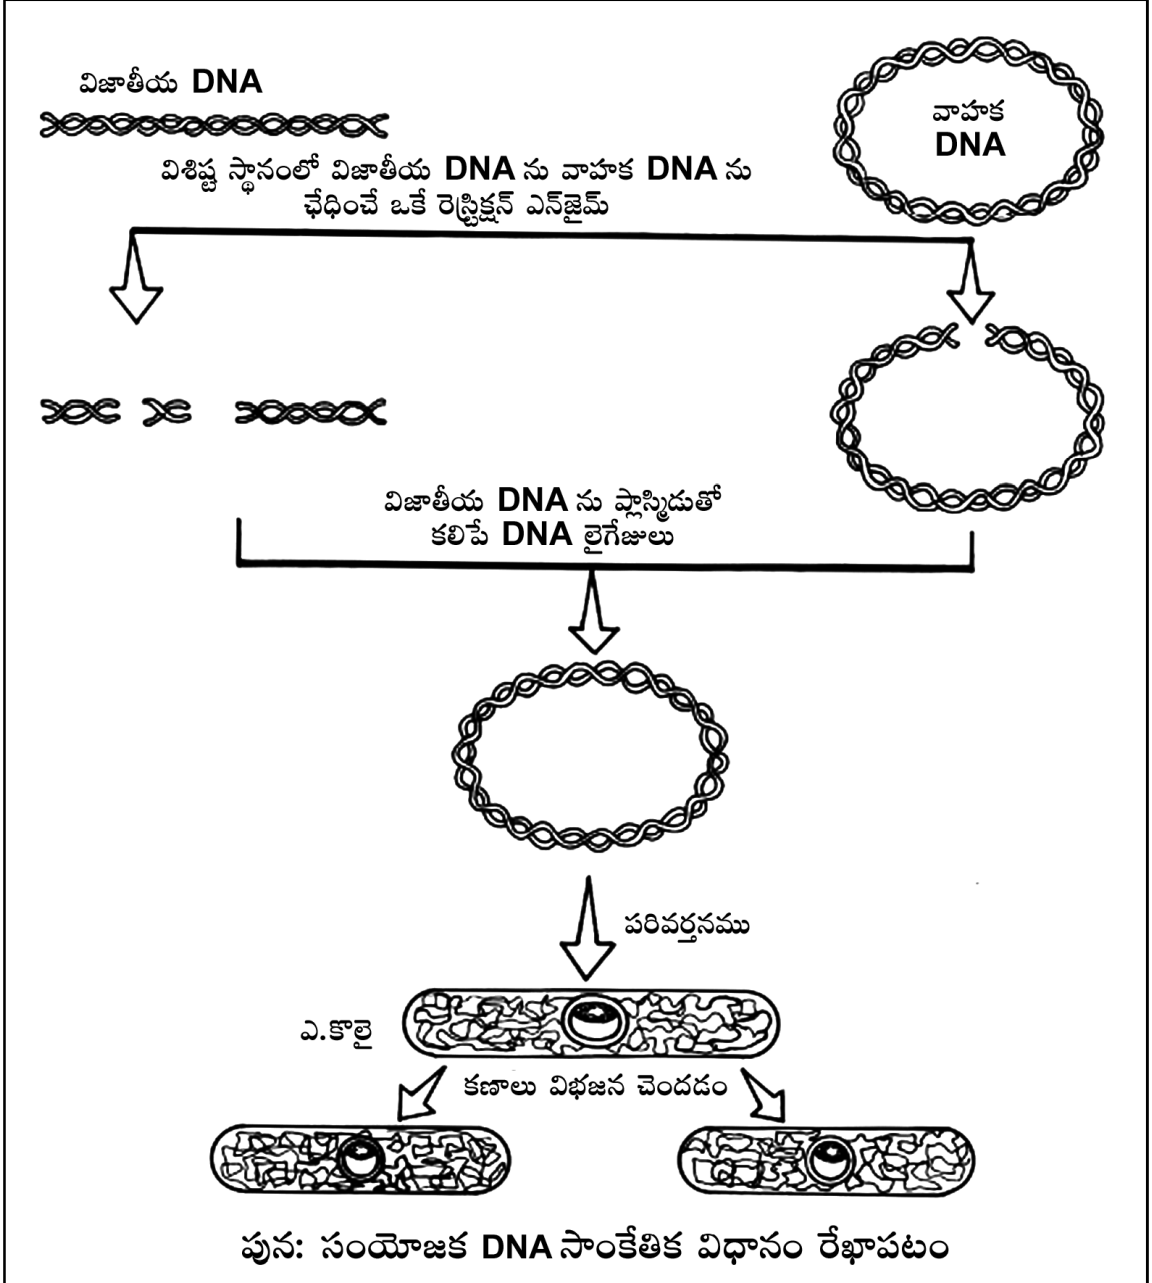 విజాతీయ DNA
వాహక
DNA
విశిష్ట స్థానంలో విజాతీయ DNA ను వాహక DNA ను
ఛేధించే ఒకే రెస్ట్రిక్షన్ ఎన్‌జైమ్
విజాతీయ DNA ను ప్లాస్మిడుతో
కలిపే DNA లైగేజులు
పరివర్తనము
ఎ.కొలై
కణాలు విభజన చెందడం
పున: సంయోజక DNA సాంకేతిక విధానం రేఖాపటం